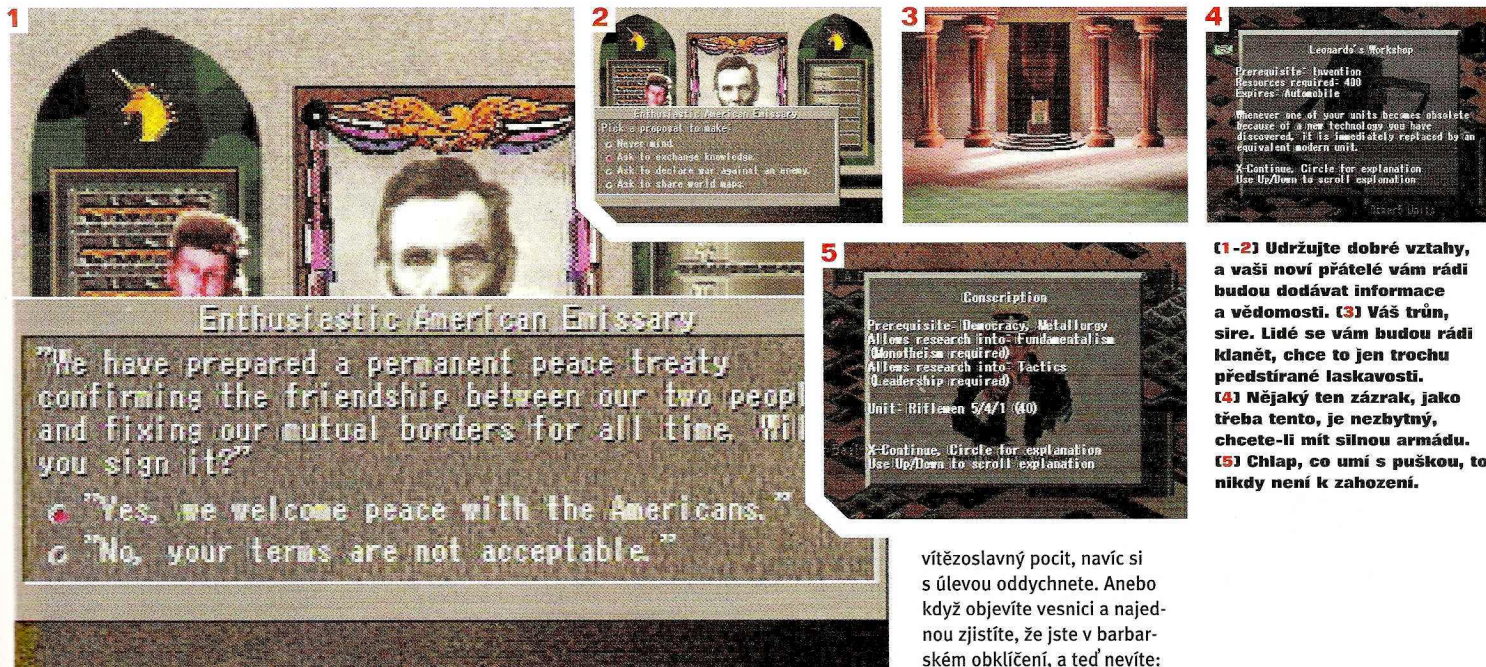 1
Enthusiastic American Emissary
"We have prepared a permanent peace treaty
confirming the friendship between our two peopl
and fixing our mutual borders for all time. Wil
you sign it?"
"Yes, we welcome peace with the Americans."
"No, your terms are not acceptable."
2
Enthusiastic American Emissary
Pick a proposal to make
Never mind.
Ask to exchange knowledge.
Ask to declare war against an enemy.
Ask to share world maps.
3
4
Leonardo's Workshop
Prerequisite- Invention
Resources required- 400
Expires- Automobile
Whenever one of your units becomes obsolete
because of a new technology you have
discovered, it is immediately replaced by an
equivalent modern unit.
X-Continue, Circle for explanation
Use Up/Down to scroll explanation
Units
5
Conscription
Prerequisite- Democracy, Metallurgy
Allows research into- Fundamentalism
(Monotheism required)
Allows research into- Tactics
(Leadership required)
Unit- Riflemen 5/4/1 (40)
X-Continue, Circle for explanation
Use Up/Down to scroll explanation
(1-2) Udržujte dobré vztahy,
a vaši noví přátelé vám rádi
budou dodávat informace
a vědomosti. (3) Váš trůn,
sire. Lidé se vám budou rádi
klanět, chce to jen trochu
předstírané laskavosti.
(4) Nějaký ten zázrak, jako
třeba tento, je nezbytný,
chcete-li mít silnou armádu.
(5) Chlap, co umí s puškou, to
nikdy není k zahození.
vítězoslavný pocit, navíc si
s úlevou oddychnete. Anebo
když objevíte vesnici a najed-
nou zjistíte, že jste v barbar-
ském obklíčení, a teď nevíte: